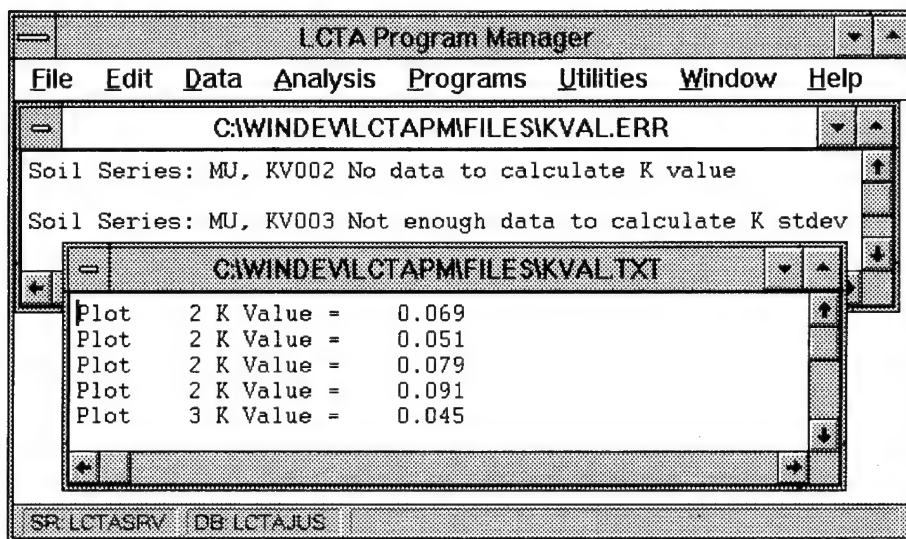 LCTA Program Manager
File Edit Data Analysis Programs Utilities Window Help
C:\WINDEV\LCTAPM\FILES\KVAL.ERR
Soil Series: MU, KV002 No data to calculate K value
Soil Series: MU, KV003 Not enough data to calculate K stdev
C:\WINDEV\LCTAPM\FILES\KVAL.TXT
Plot 2 K Value = 0.069
Plot 2 K Value = 0.051
Plot 2 K Value = 0.079
Plot 2 K Value = 0.091
Plot 3 K Value = 0.045
SR: LCTASRV DB: LCTAJUS